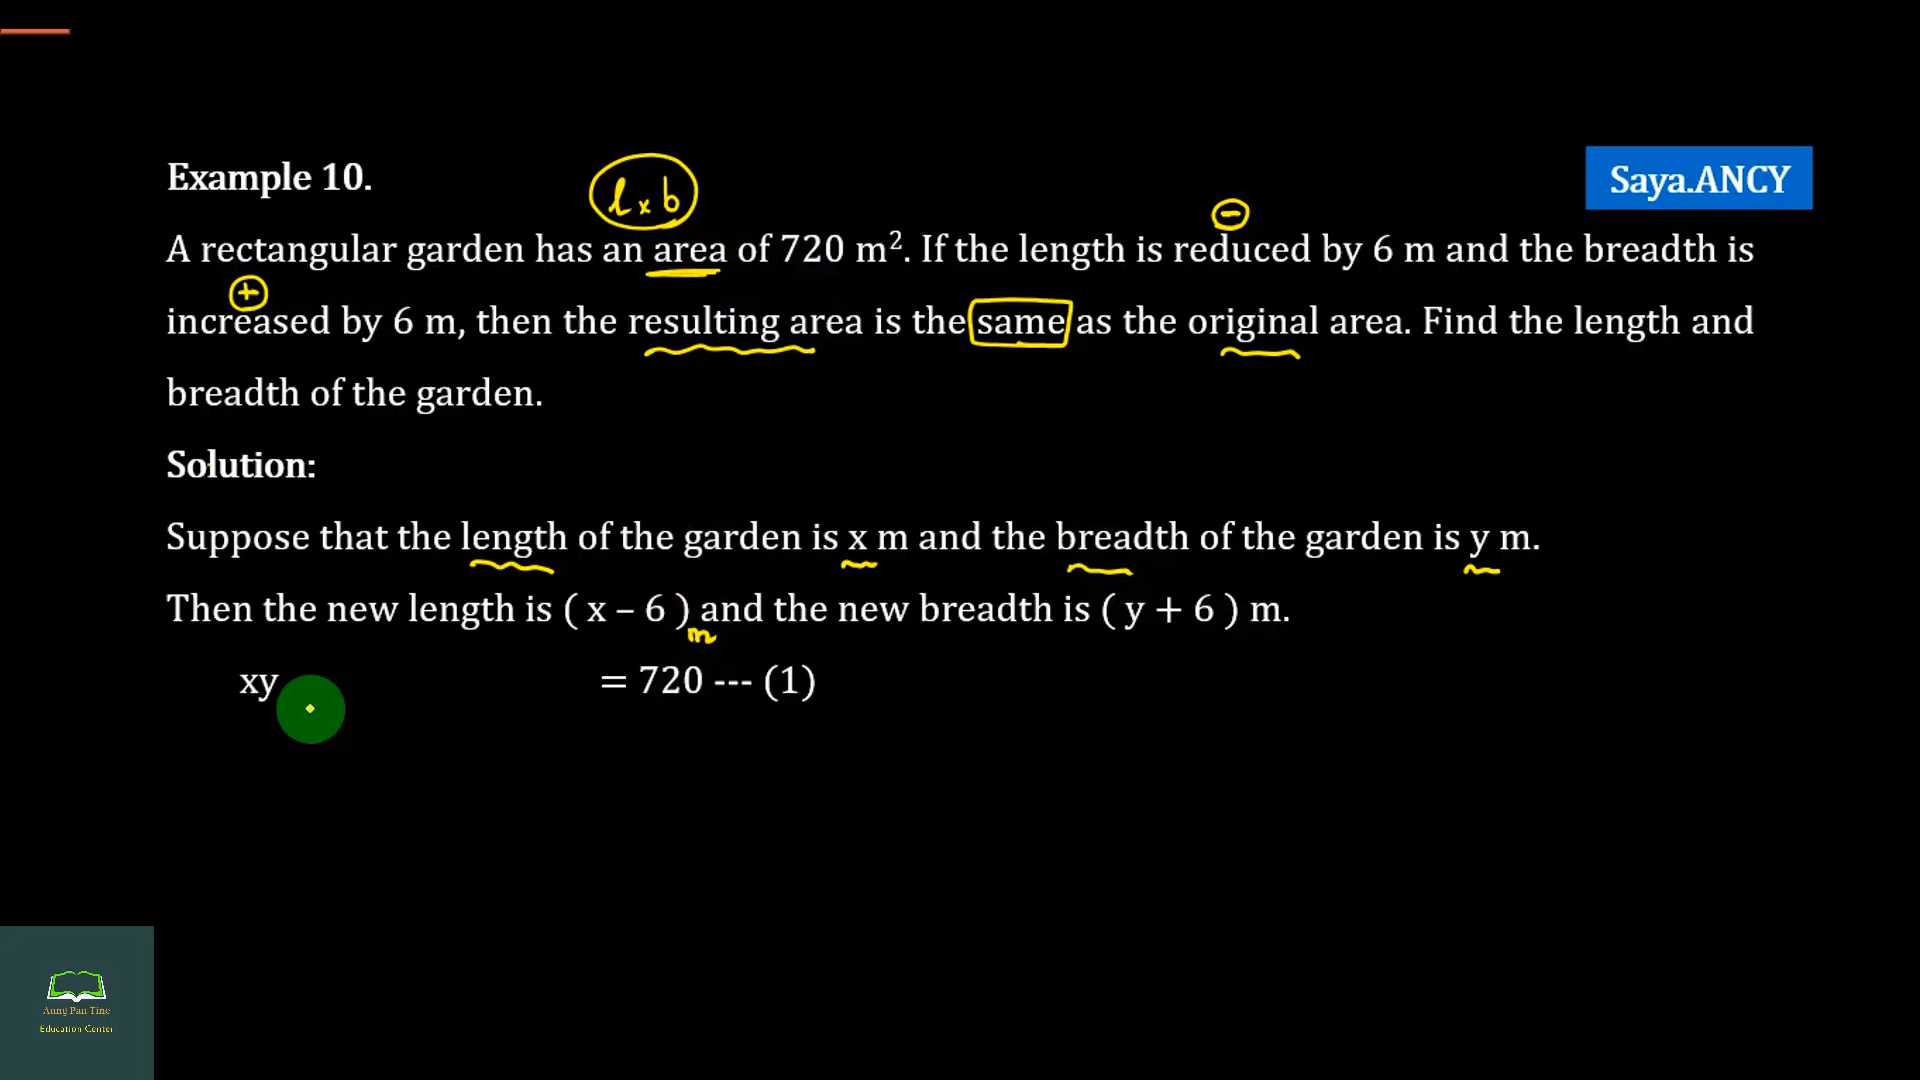 Example 10.
l x b
Saya.ANCY
−
A rectangular garden has an area of 720 m². If the length is reduced by 6 m and the breadth is
+
increased by 6 m, then the resulting area is the same as the original area. Find the length and
breadth of the garden.
Solution:
Suppose that the length of the garden is x m and the breadth of the garden is y m.
Then the new length is ( x – 6 ) and the new breadth is ( y + 6 ) m.
m
xy = 720 --- (1)
Aung Pan Tine
Education Center